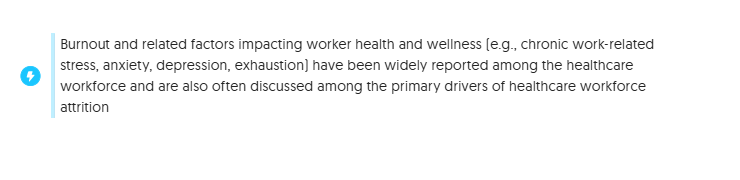 Burnout and related factors impacting worker health and wellness (e.g., chronic work-related
stress, anxiety, depression, exhaustion) have been widely reported among the healthcare
workforce and are also often discussed among the primary drivers of healthcare workforce
attrition